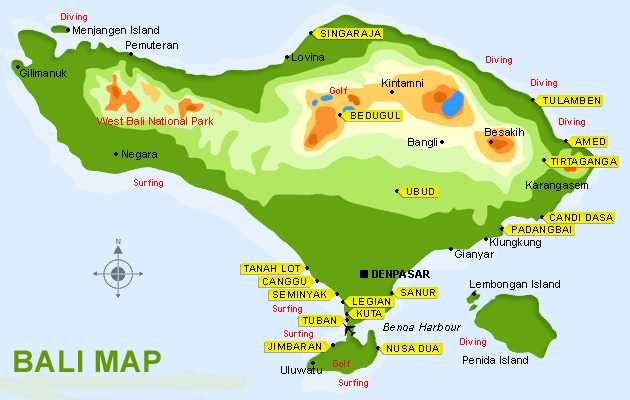 Diving
Menjangen Island
SINGARAJA
Pemuteran
Lovina
Diving
Gilimanuk
Golf
Kintamni
Diving
TULAMBEN
West Bali National Park
BEDUGUL
Diving
Besakih
Bangli
AMED
Negara
TIRTAGANGA
Surfing
UBUD
Karangasem
CANDI DASA
PADANGBAI
Klungkung
Gianyar
N
TANAH LOT
DENPASAR
CANGGU
Lembongan Island
SEMINYAK
SANUR
LEGIAN
Surfing
KUTA
TUBAN
Benoa Harbour
Surfing
JIMBARAN
NUSA DUA
Diving
BALI MAP
Penida Island
Uluwatu
Golf
Surfing